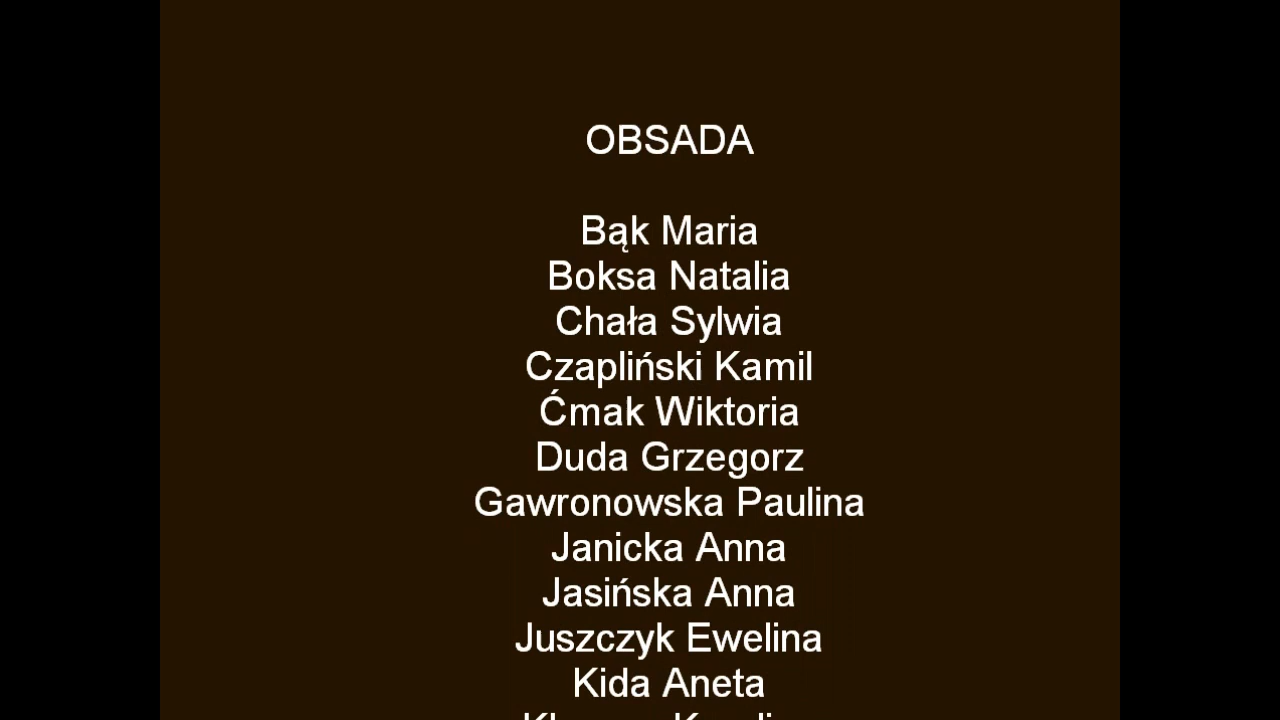 OBSADA
Bąk Maria
Boksa Natalia
Chała Sylwia
Czapliński Kamil
Ćmak Wiktoria
Duda Grzegorz
Gawronowska Paulina
Janicka Anna
Jasińska Anna
Juszczyk Ewelina
Kida Aneta